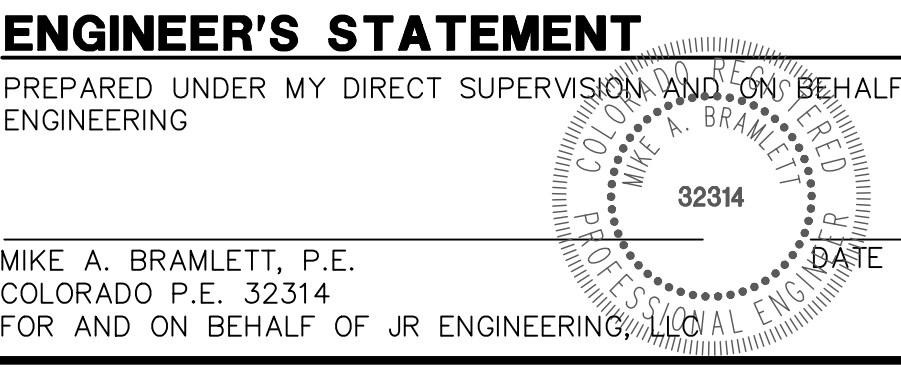 ENGINEER'S STATEMENT
PREPARED UNDER MY DIRECT SUPERVISION AND ON BEHALF
ENGINEERING
COLORADO REGISTERED
MIKE A. BRAMLETT
32314
PROFESSIONAL ENGINEER
MIKE A. BRAMLETT, P.E.
DATE
COLORADO P.E. 32314
FOR AND ON BEHALF OF JR ENGINEERING, LLC